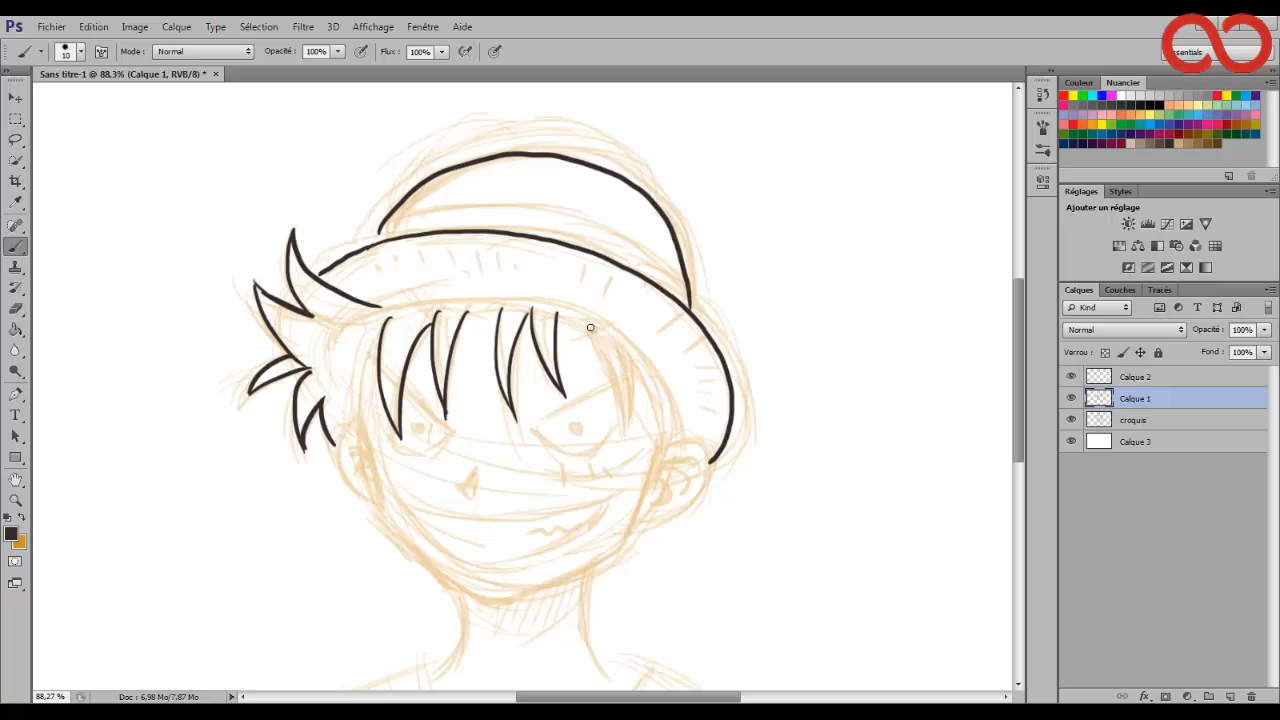 Ps Fichier Edition Image Calque Type Sélection Filtre 3D Affichage Fenêtre Aide
10 Mode : Normal Opacité : 100% Flux : 100% Essentials
Sans titre-1 @ 88,3% (Calque 1, RVB/8) * ×
Couleur Nuancier
Réglages Styles
Ajouter un réglage
Calques Couches Tracés
Kind
Normal Opacité : 100%
Verrou : Fond : 100%
Calque 2
Calque 1
croquis
Calque 3
88,27 % Doc : 6,98 Mo/7,87 Mo